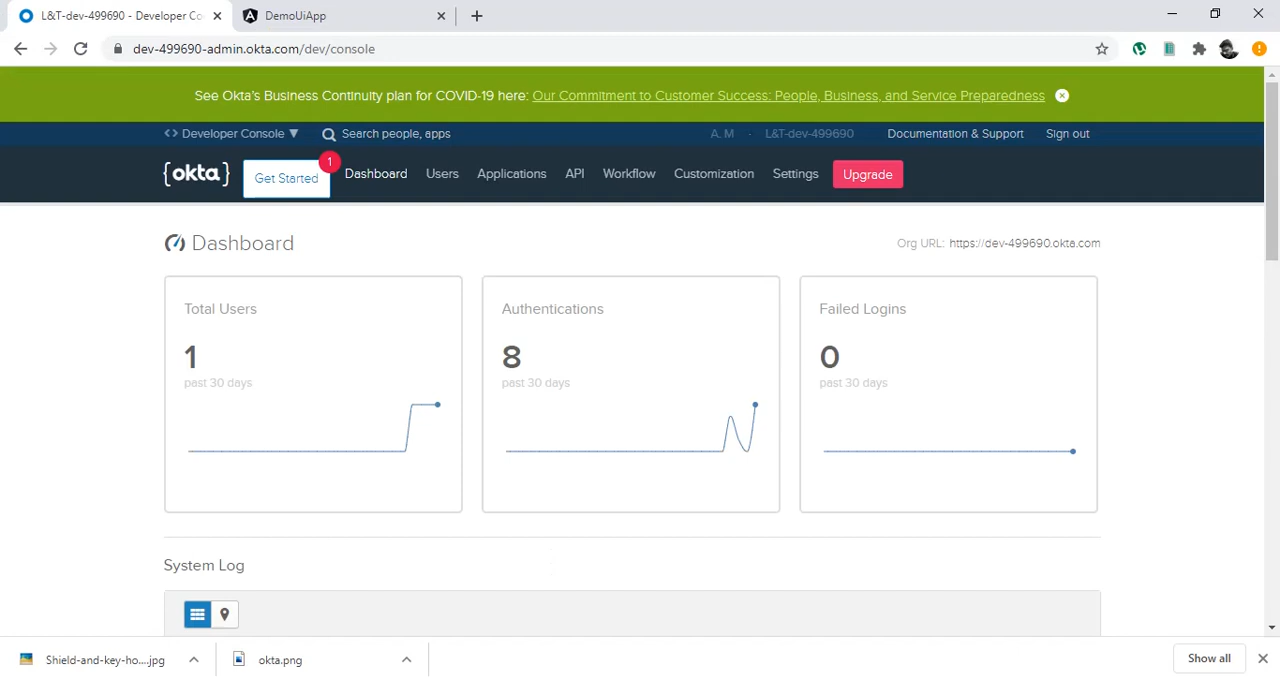 L&T-dev-499690 - Developer Co
DemoUiApp
dev-499690-admin.okta.com/dev/console
See Okta's Business Continuity plan for COVID-19 here: Our Commitment to Customer Success: People, Business, and Service Preparedness
<> Developer Console ▼ Search people, apps A. M · L&T-dev-499690 Documentation & Support Sign out
{okta} Get Started 1 Dashboard Users Applications API Workflow Customization Settings Upgrade
Dashboard Org URL: https://dev-499690.okta.com
Total Users Authentications Failed Logins
1 8 0
past 30 days past 30 days past 30 days
System Log
Shield-and-key-ho....jpg okta.png Show all